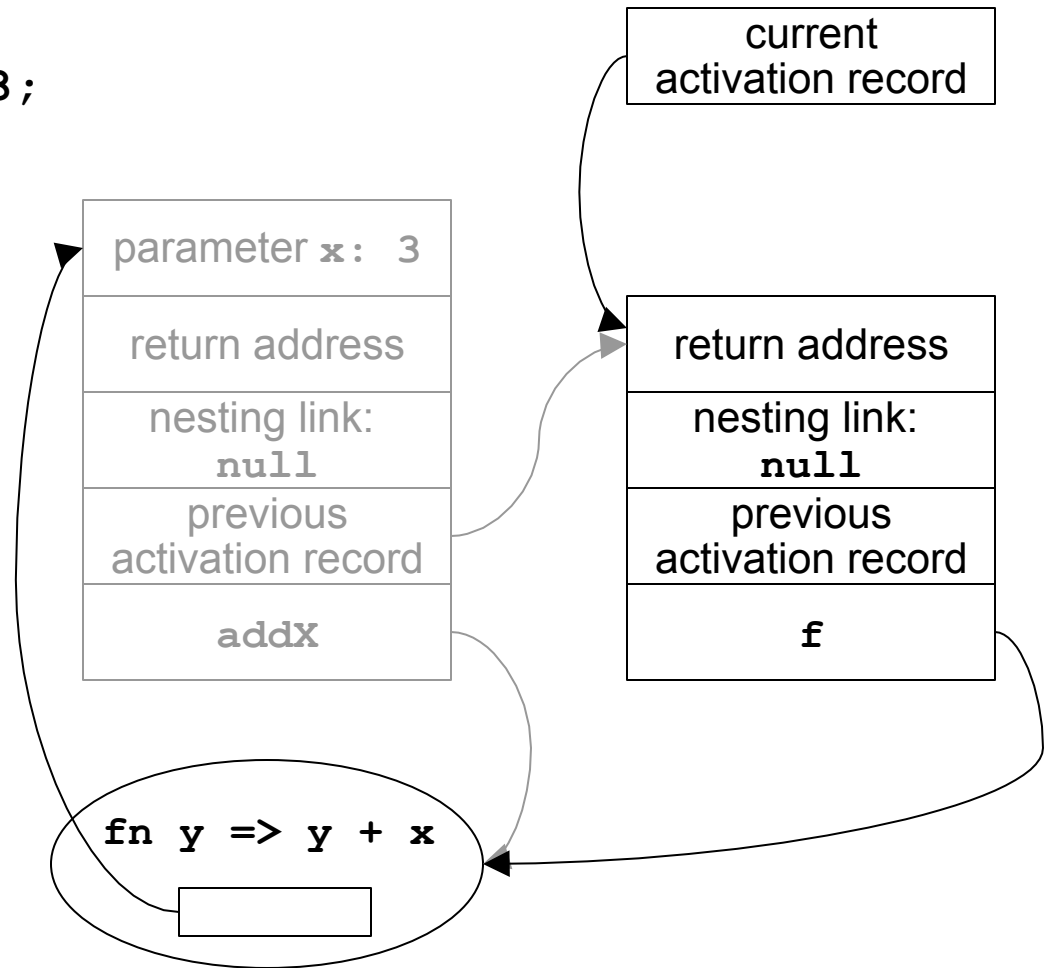 3;
current
activation record
parameter x: 3
return address
nesting link:
null
previous
activation record
addX
return address
nesting link:
null
previous
activation record
f
fn y => y + x